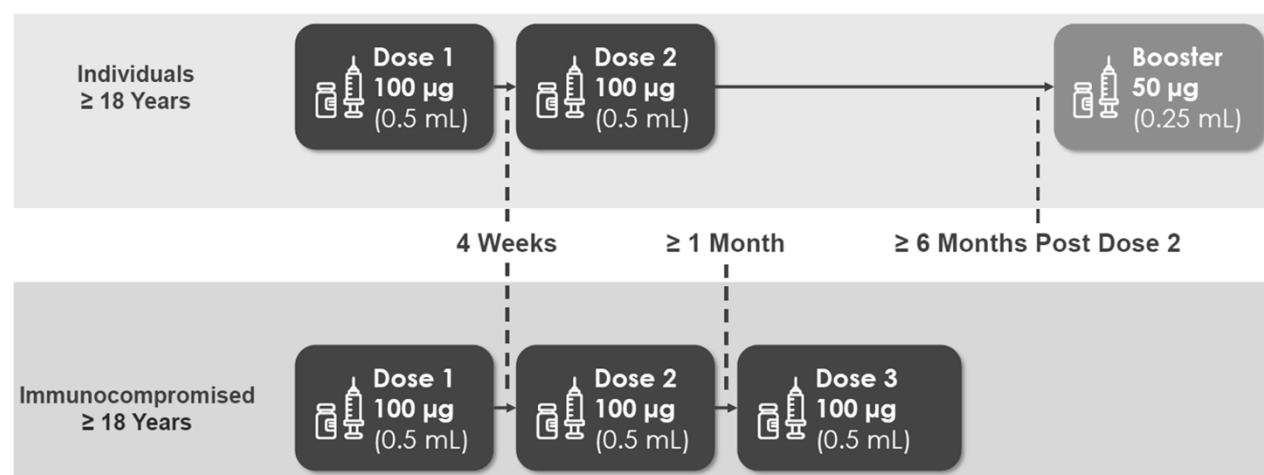 Individuals
≥ 18 Years
Dose 1
100 µg
(0.5 mL)
Dose 2
100 µg
(0.5 mL)
Booster
50 µg
(0.25 mL)
4 Weeks
≥ 1 Month
≥ 6 Months Post Dose 2
Immunocompromised
≥ 18 Years
Dose 1
100 µg
(0.5 mL)
Dose 2
100 µg
(0.5 mL)
Dose 3
100 µg
(0.5 mL)